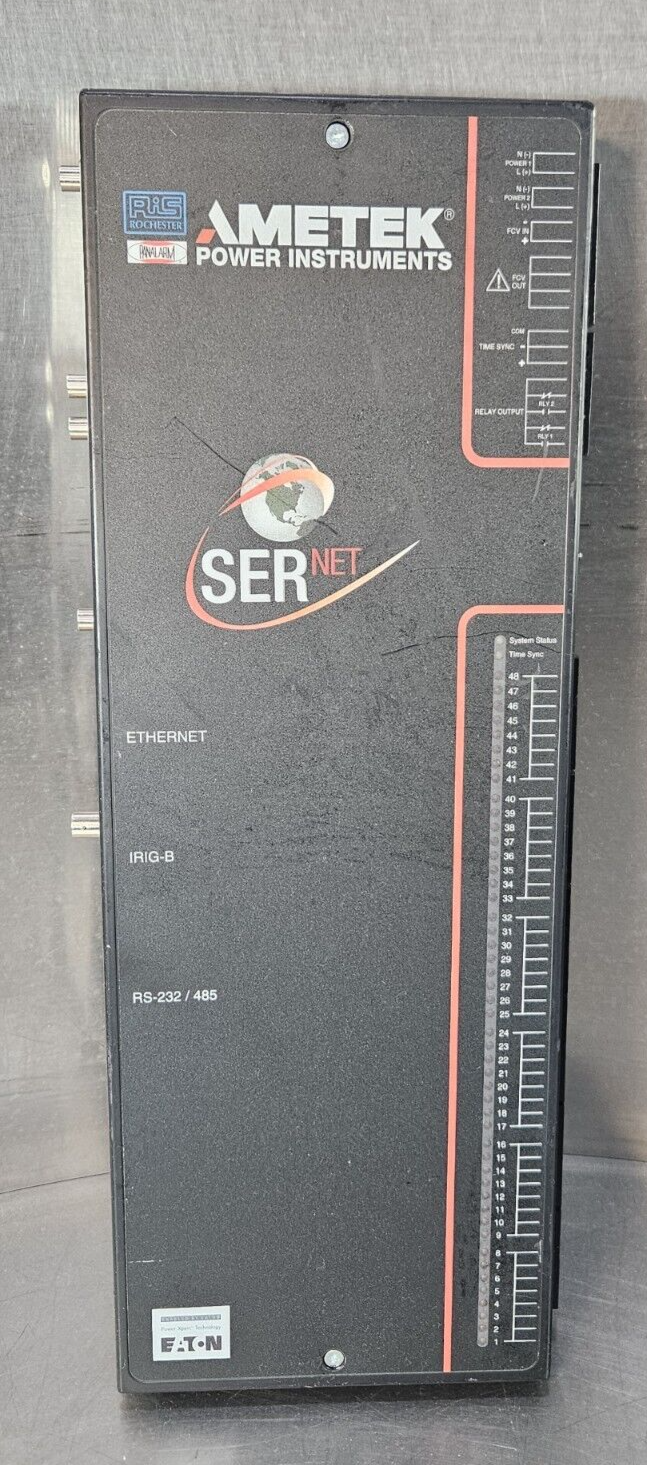 RiS
ROCHESTER
PANALARM
AMETEK®
POWER INSTRUMENTS
N (-)
POWER 1
L (+)
N (-)
POWER 2
L (+)
-
FCV IN
+
FCV
OUT
COM
TIME SYNC -
+
RELAY OUTPUT
RLY 2
RLY 1
SERNET
System Status
Time Sync
ETHERNET
IRIG-B
RS-232 / 485
48
47
46
45
44
43
42
41
40
39
38
37
36
35
34
33
32
31
30
29
28
27
26
25
24
23
22
21
20
19
18
17
16
15
14
13
12
11
10
9
8
7
6
5
4
3
2
1
Power Xpert® Technology
EATON